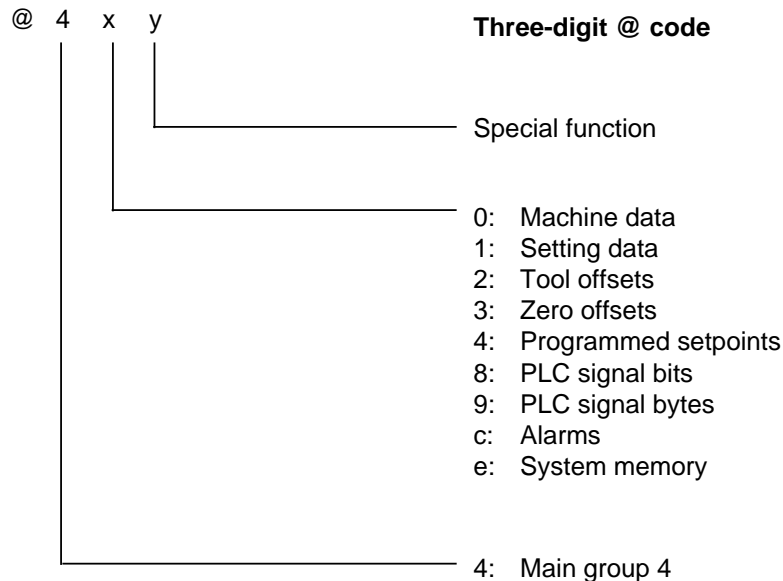 @ 4 x y Three-digit @ code
Special function
0: Machine data
1: Setting data
2: Tool offsets
3: Zero offsets
4: Programmed setpoints
8: PLC signal bits
9: PLC signal bytes
c: Alarms
e: System memory
4: Main group 4